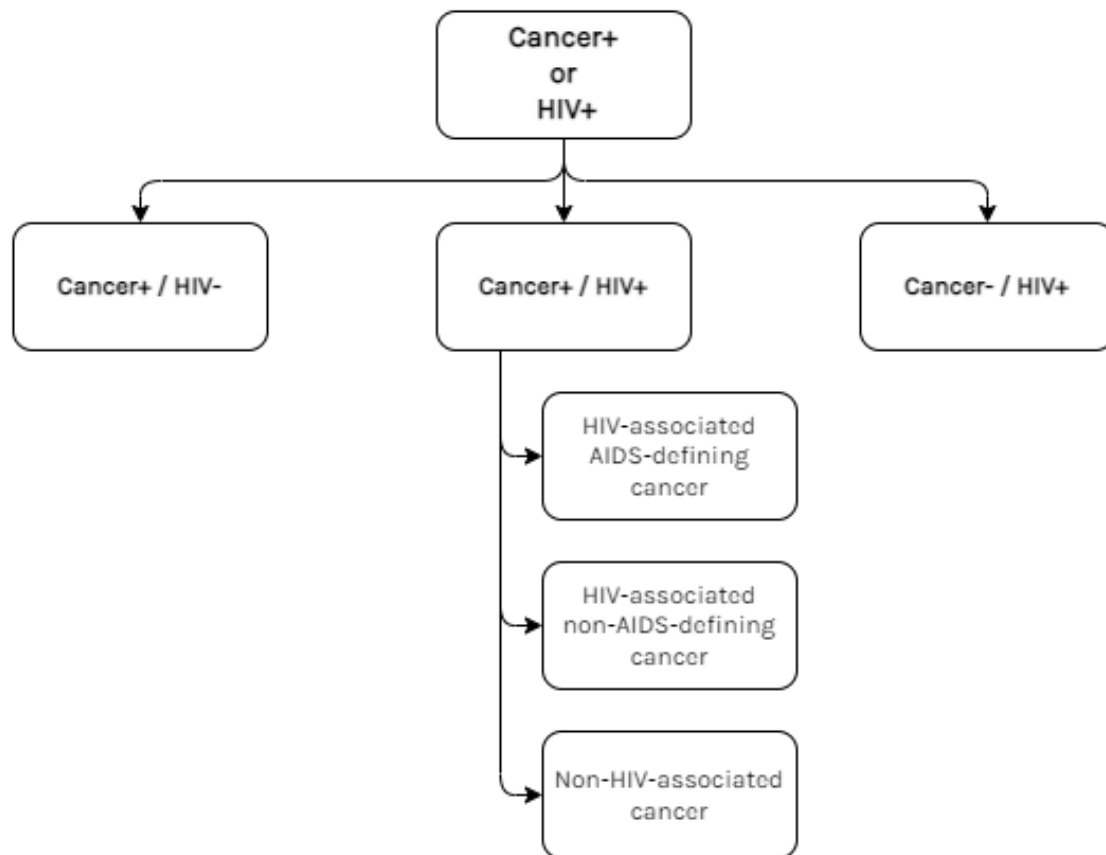 Cancer+
or
HIV+
Cancer+ / HIV-
Cancer+ / HIV+
Cancer- / HIV+
HIV-associated
AIDS-defining
cancer
HIV-associated
non-AIDS-defining
cancer
Non-HIV-associated
cancer